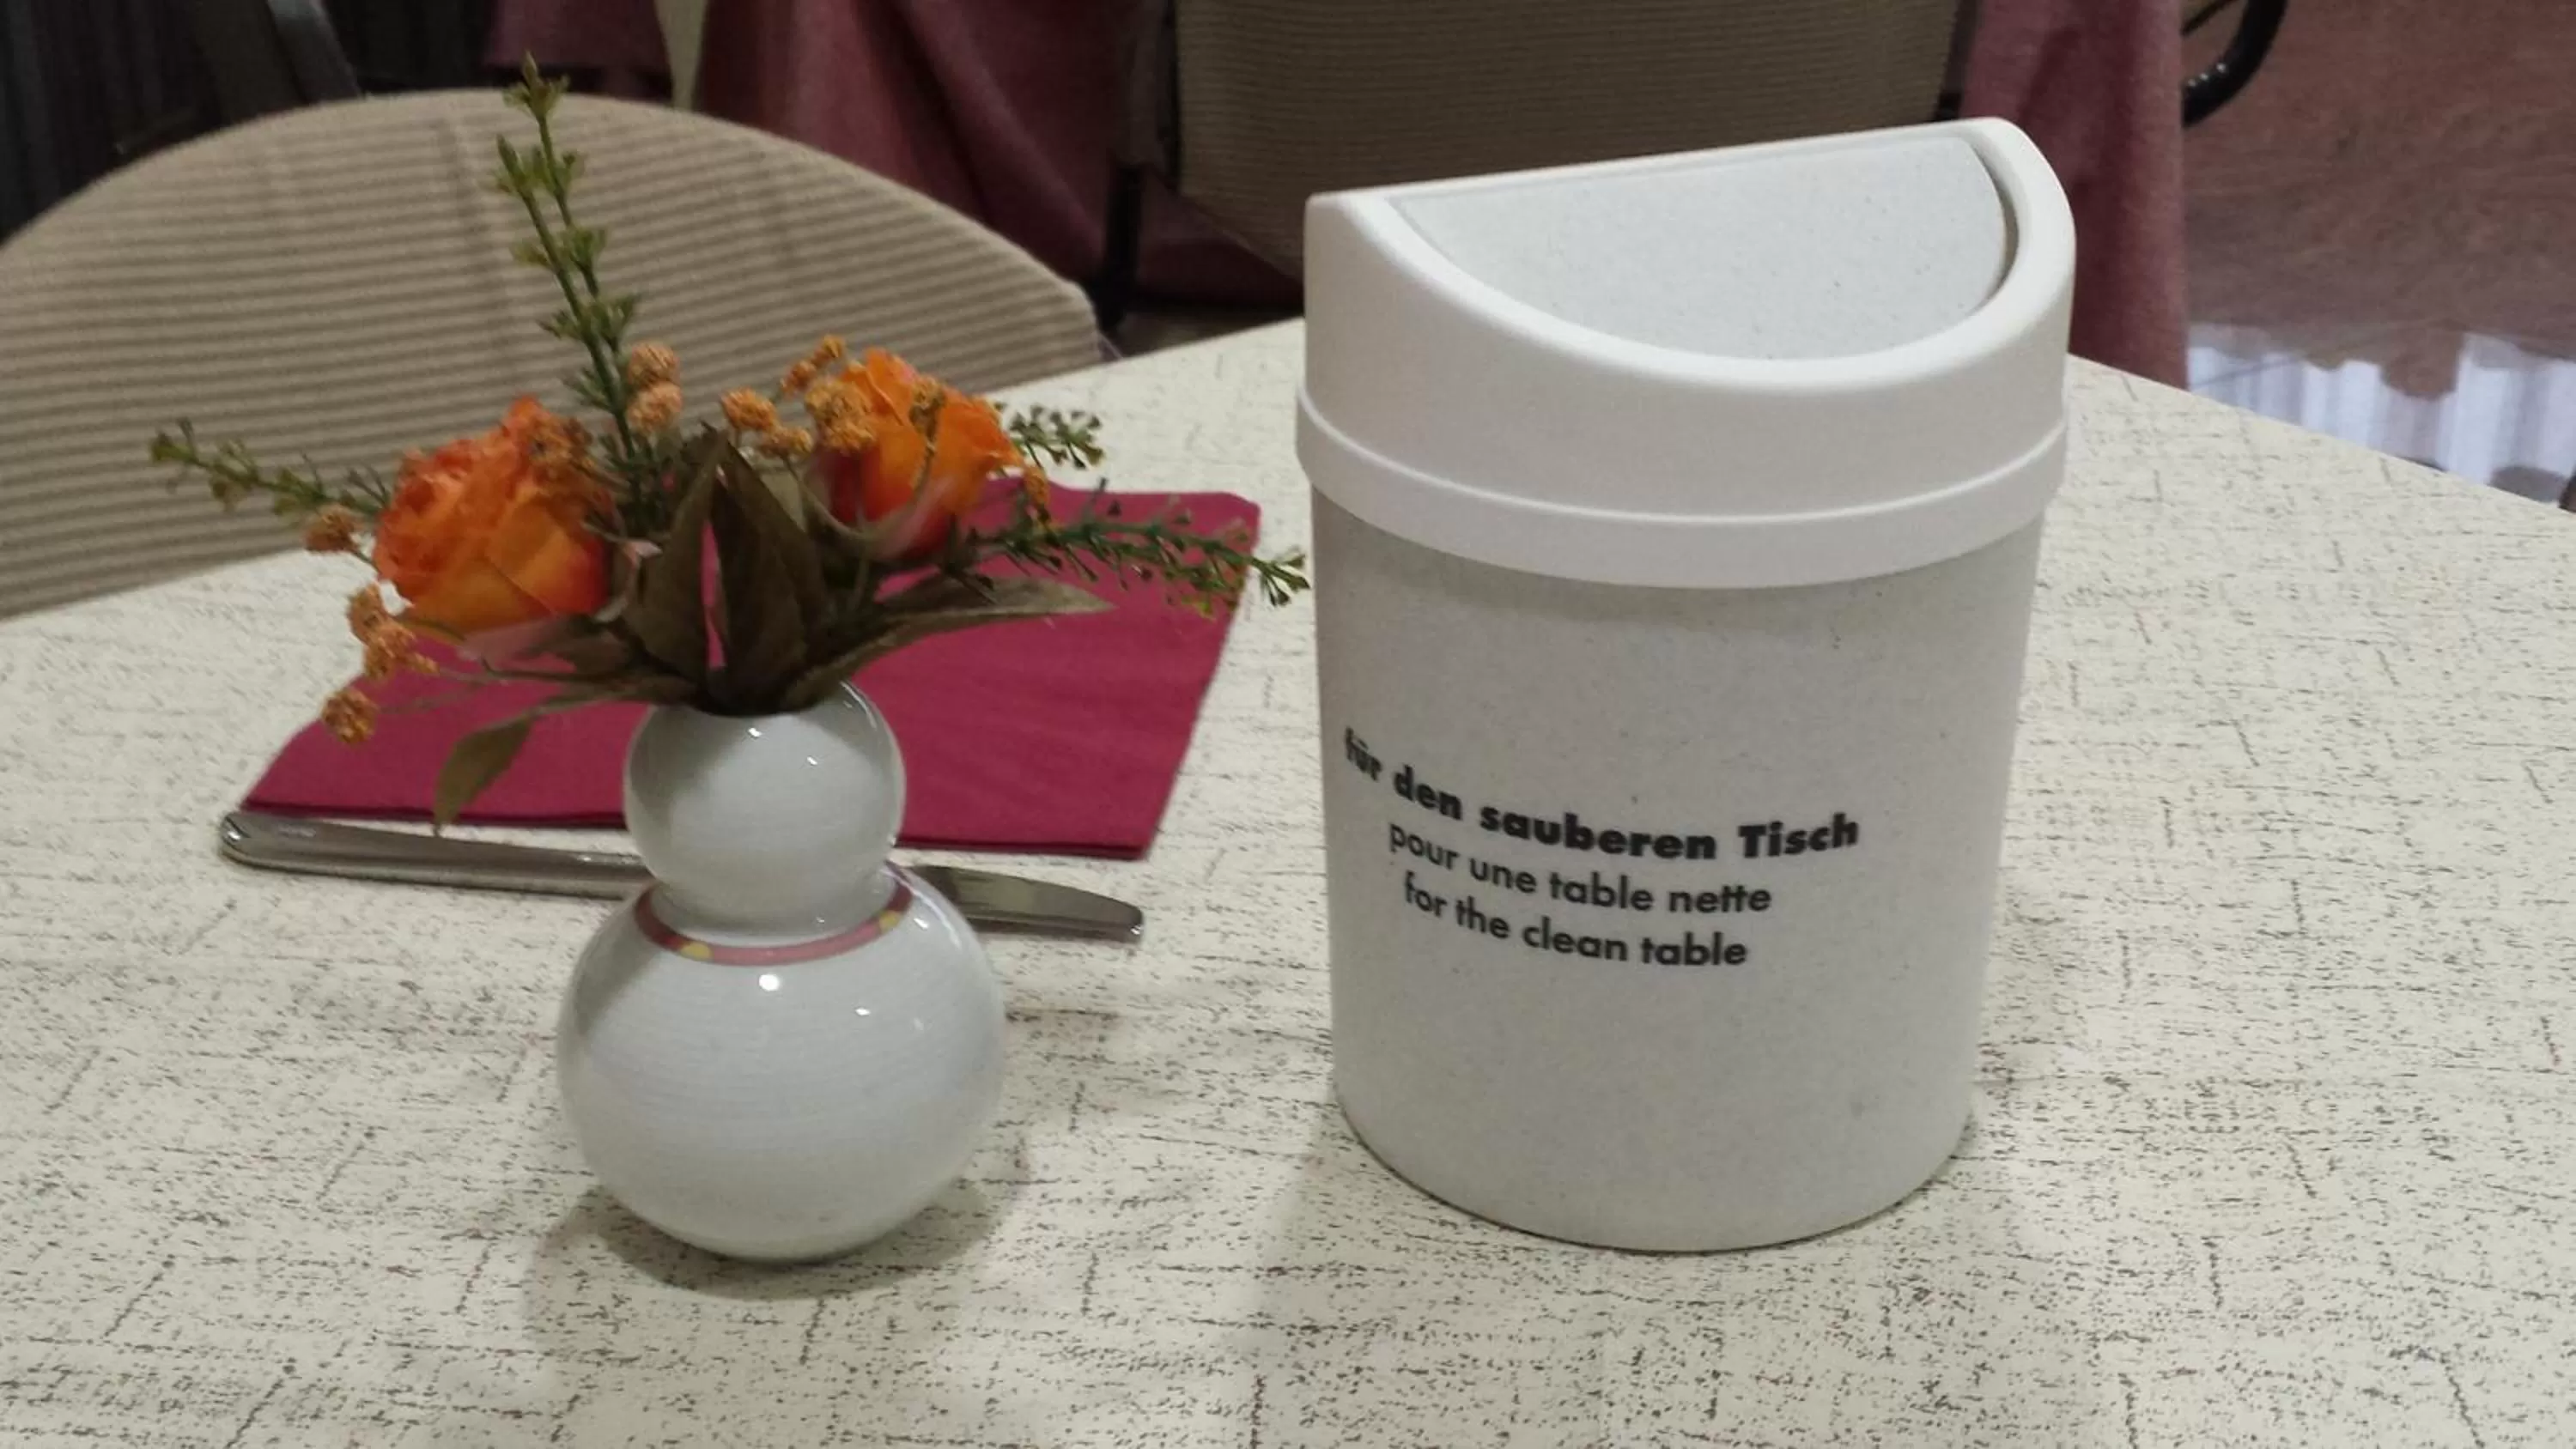 für den sauberen Tisch
pour une table nette
for the clean table